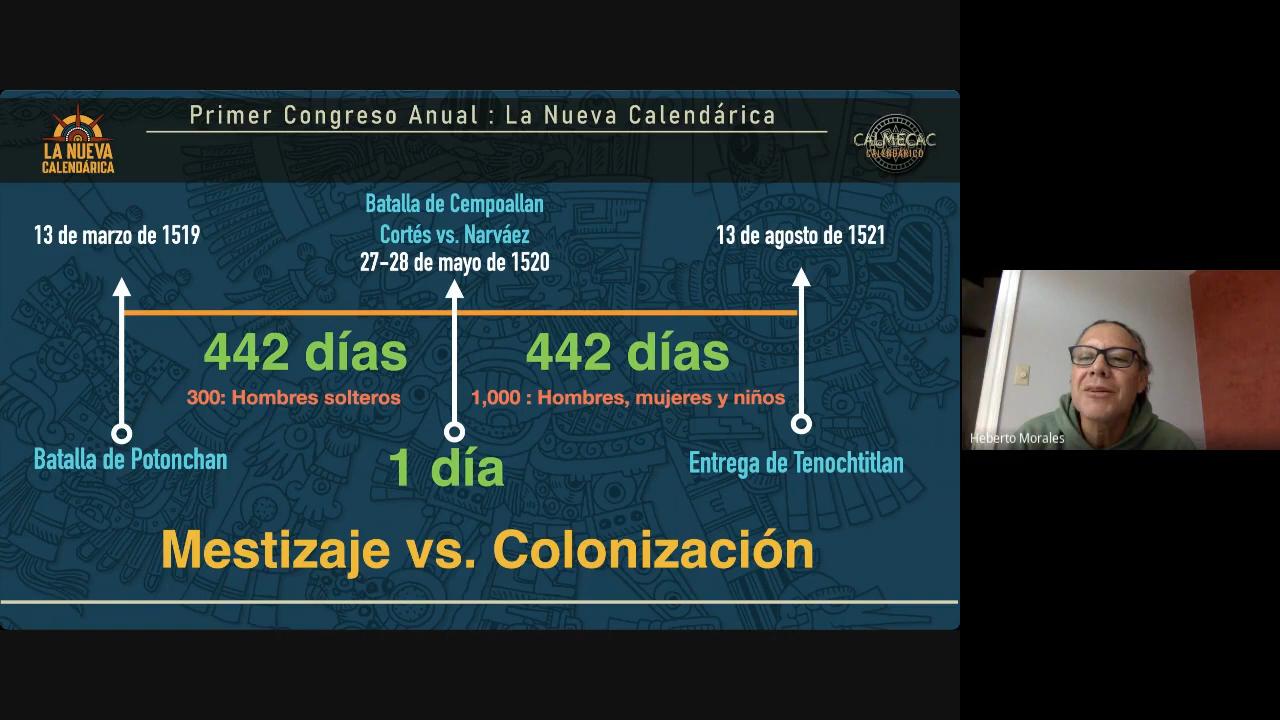 Primer Congreso Anual : La Nueva Calendárica
LA NUEVA
CALENDÁRICA
CALMECAC
CALENDÁRICO
13 de marzo de 1519
Batalla de Cempoallan
Cortés vs. Narváez
27–28 de mayo de 1520
13 de agosto de 1521
442 días
442 días
300: Hombres solteros
1,000 : Hombres, mujeres y niños
Batalla de Potonchan
1 día
Entrega de Tenochtitlan
Mestizaje vs. Colonización
Heberto Morales